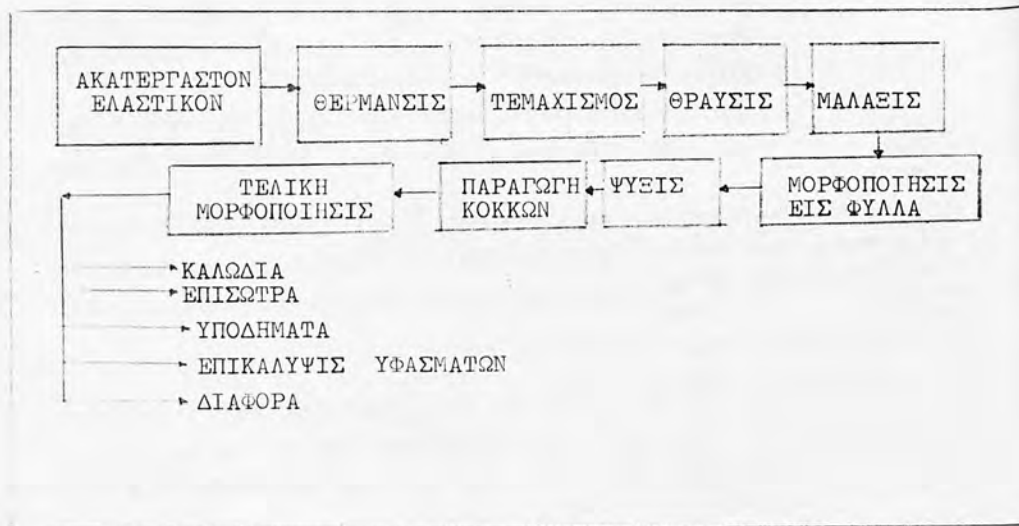 ΑΚΑΤΕΡΓΑΣΤΟΝ
ΕΛΑΣΤΙΚΟΝ
ΘΕΡΜΑΝΣΙΣ
ΤΕΜΑΧΙΣΜΟΣ
ΘΡΑΥΣΙΣ
ΜΑΛΑΞΙΣ
ΜΟΡΦΟΠΟΙΗΣΙΣ
ΕΙΣ ΦΥΛΛΑ
ΨΥΞΙΣ
ΠΑΡΑΓΩΓΗ
ΚΟΚΚΩΝ
ΤΕΛΙΚΗ
ΜΟΡΦΟΠΟΙΗΣΙΣ
ΚΑΛΩΔΙΑ
ΕΠΙΣΩΤΡΑ
ΥΠΟΔΗΜΑΤΑ
ΕΠΙΚΑΛΥΨΙΣ ΥΦΑΣΜΑΤΩΝ
ΔΙΑΦΟΡΑ